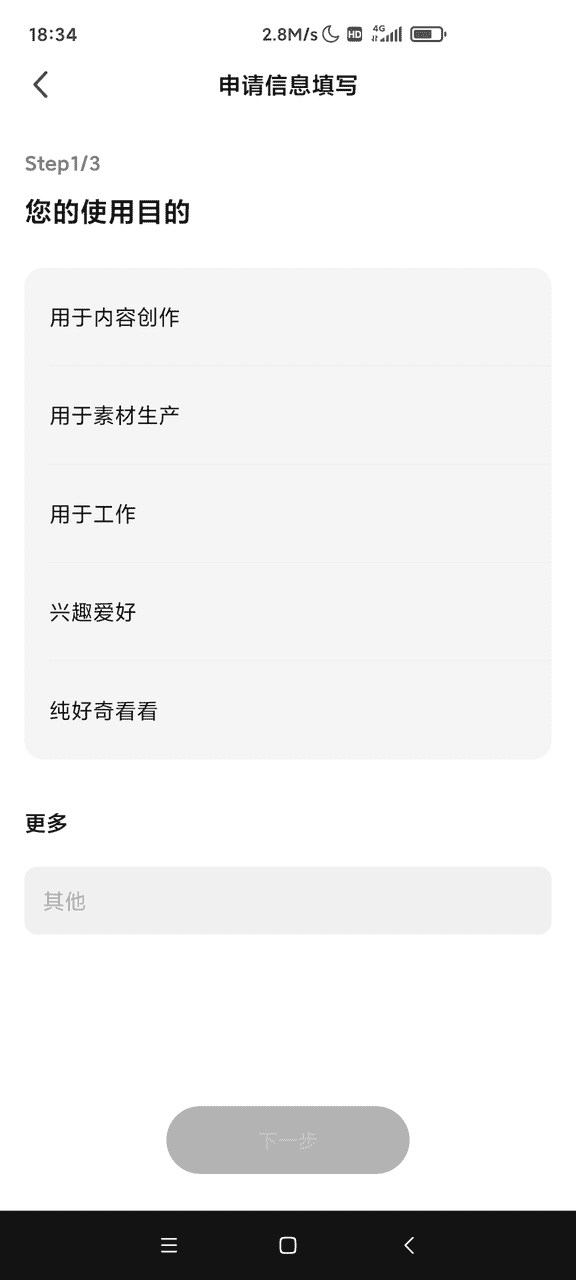 18:34 2.8M/s HD 4G
申请信息填写
Step1/3
您的使用目的
用于内容创作
用于素材生产
用于工作
兴趣爱好
纯好奇看看
更多
其他
下一步